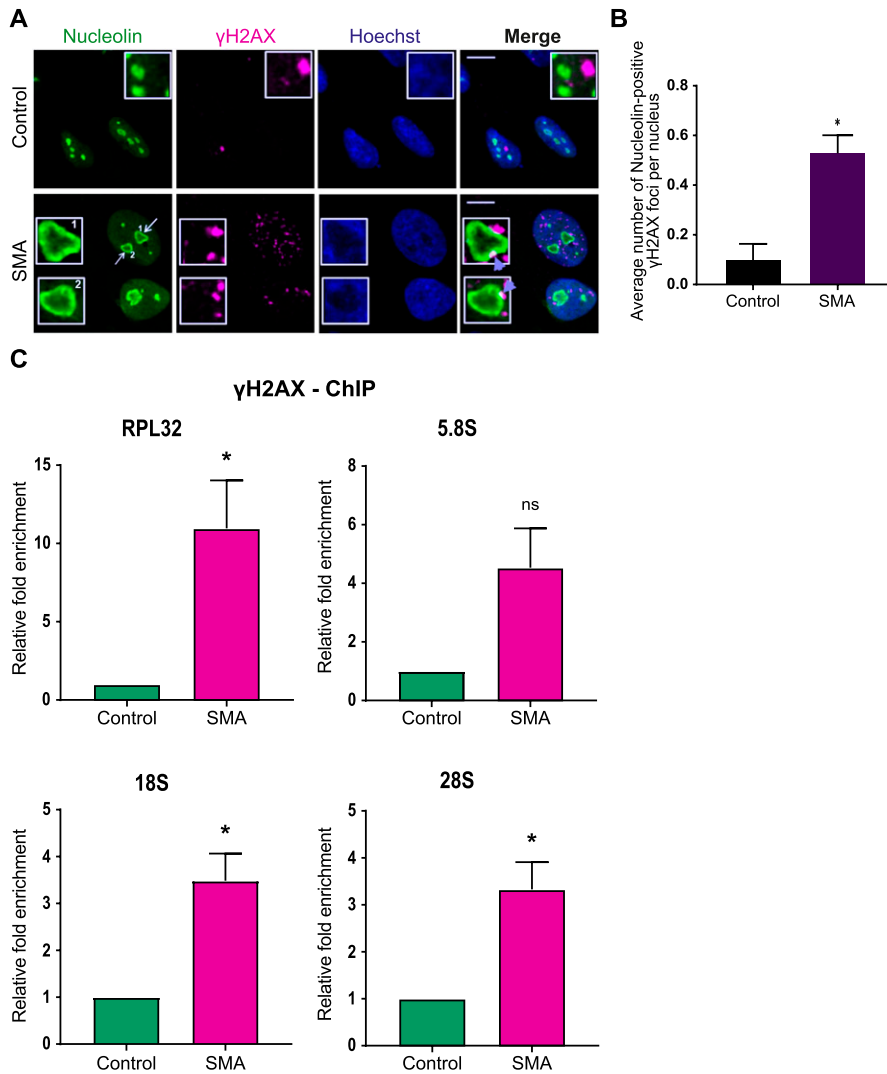 A
Nucleolin
γH2AX
Hoechst
Merge
Control
SMA
1
1
2
2
B
Average number of Nucleolin-positive
γH2AX foci per nucleus
0.8
0.6
0.4
0.2
0.0
*
Control
SMA
C
γH2AX - ChIP
RPL32
Relative fold enrichment
15
10
5
0
*
Control
SMA
5.8S
Relative fold enrichment
8
6
4
2
0
ns
Control
SMA
18S
Relative fold enrichment
5
4
3
2
1
0
*
Control
SMA
28S
Relative fold enrichment
5
4
3
2
1
0
*
Control
SMA